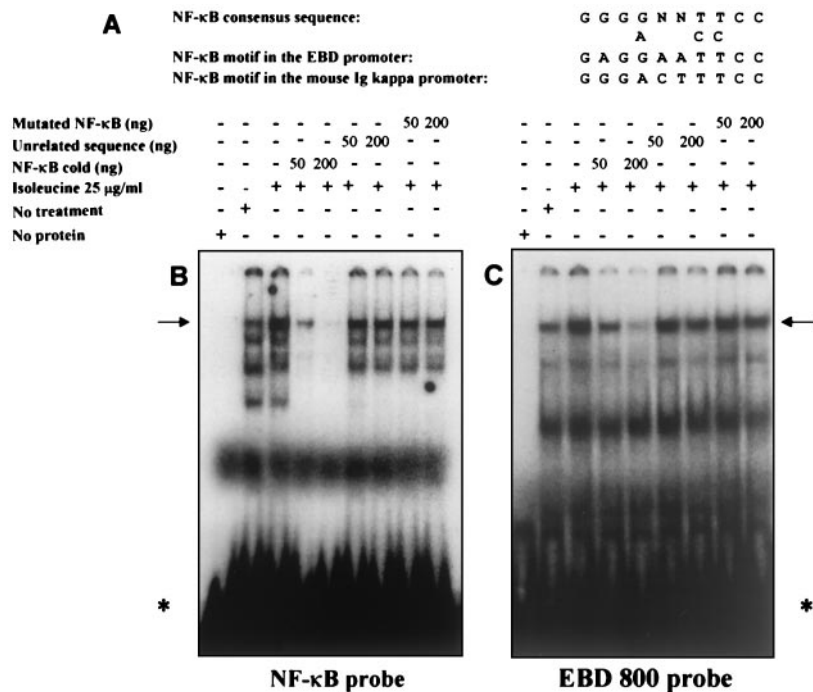 A
NF-κB consensus sequence: G G G G N N T T C C
A C C
NF-κB motif in the EBD promoter: G A G G A A T T C C
NF-κB motif in the mouse Ig kappa promoter: G G G A C T T T C C
Mutated NF-κB (ng) - - - - - - - 50 200 - - - - - - - 50 200
Unrelated sequence (ng) - - - - - 50 200 - - - - - - - 50 200 - -
NF-κB cold (ng) - - - 50 200 - - - - - - - 50 200 - - - -
Isoleucine 25 μg/ml - - + + + + + + + - - + + + + + + +
No treatment - + - - - - - - - - + - - - - - - -
No protein + - - - - - - - - + - - - - - - - -
B C
* *
NF-κB probe EBD 800 probe